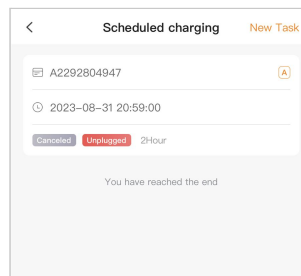 Scheduled charging New Task
A2292804947 A
2023-08-31 20:59:00
Canceled Unplugged 2Hour
You have reached the end